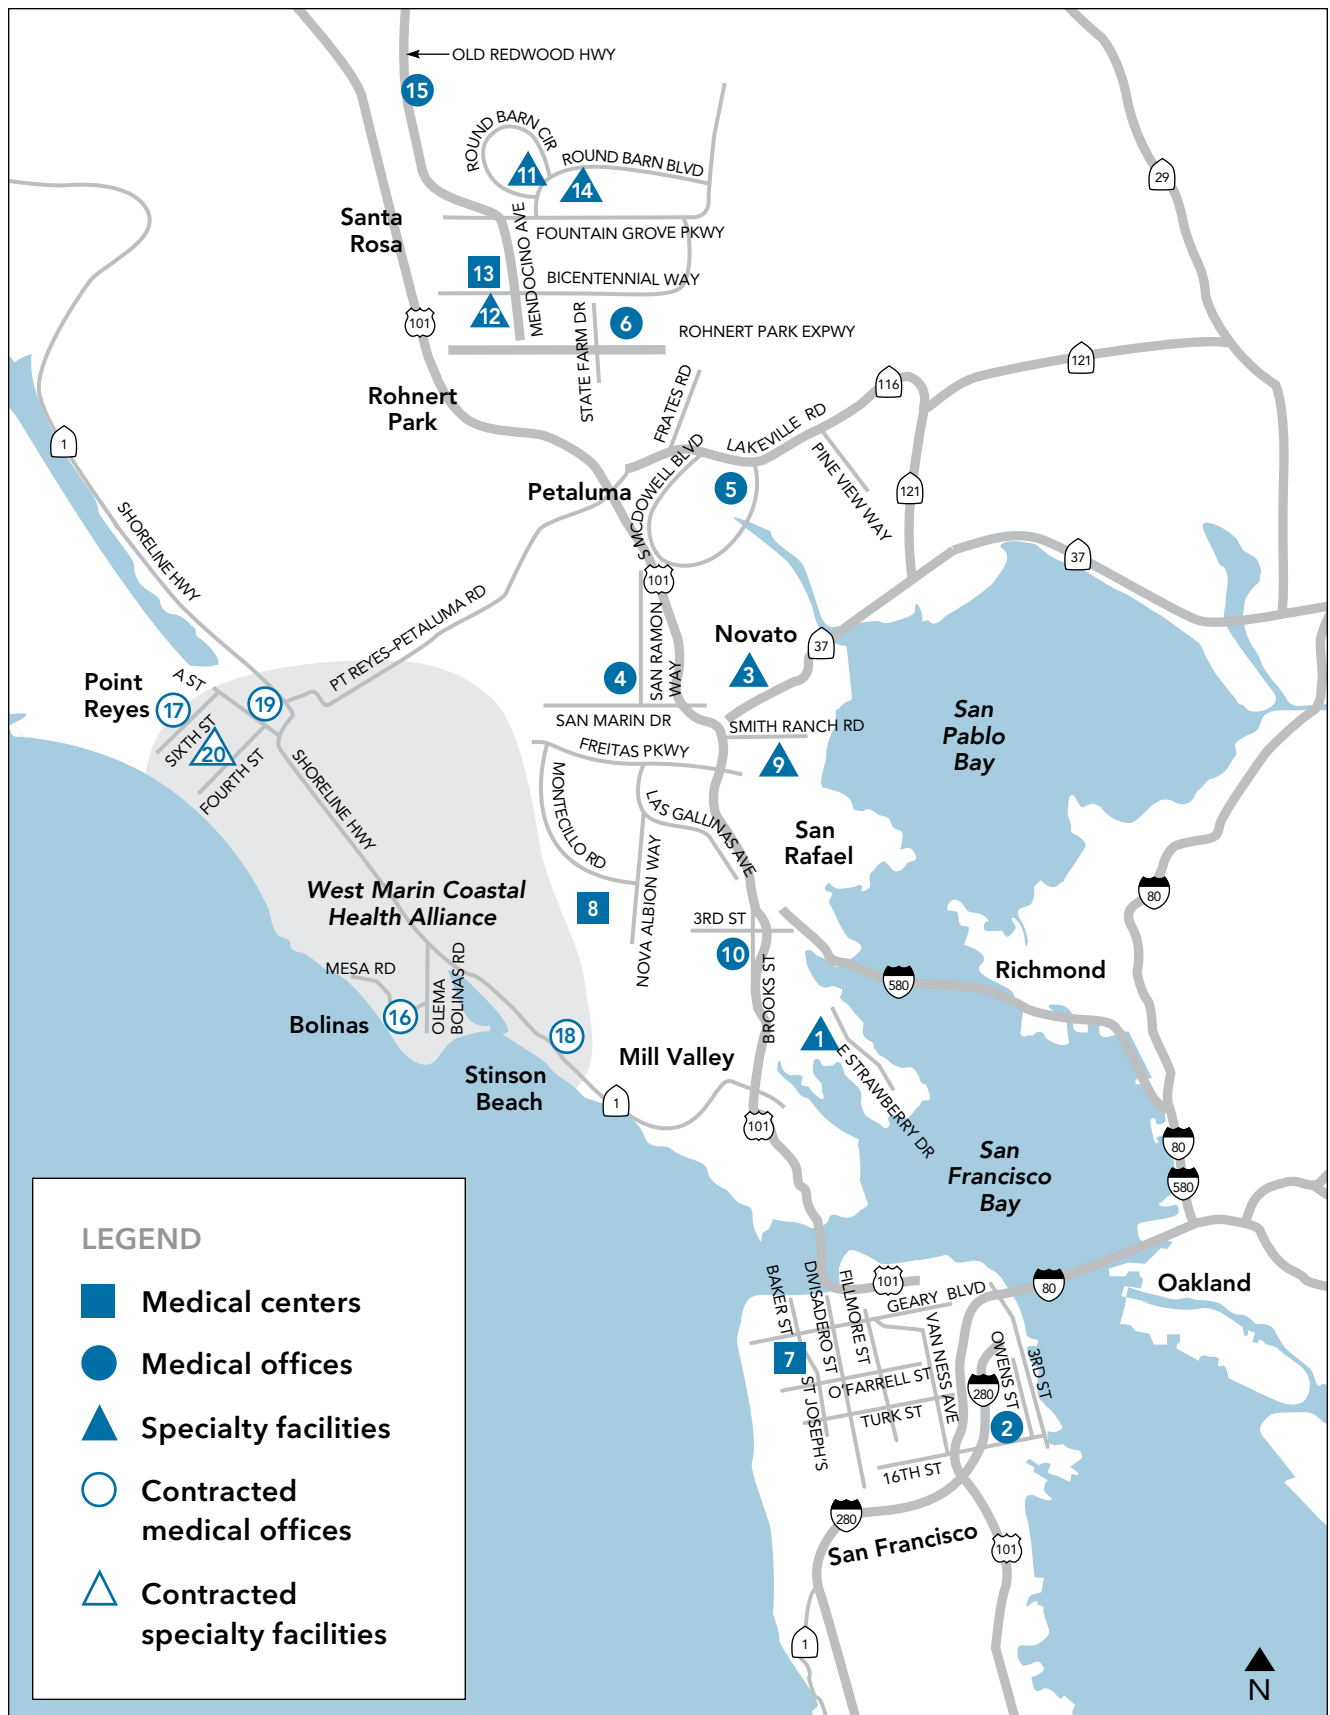 OLD REDWOOD HWY
15
ROUND BARN CIR
ROUND BARN BLVD
11
14
29
Santa
Rosa
MENDOCINO AVE
FOUNTAIN GROVE PKWY
13
BICENTENNIAL WAY
12
101
STATE FARM DR
6
ROHNERT PARK EXPWY
121
116
Rohnert
Park
FRATES RD
LAKEVILLE RD
1
S MCDOWELL BLVD
PINE VIEW WAY
Petaluma
5
121
SHORELINE HWY
37
101
PT REYES–PETALUMA RD
SAN RAMON
WAY
Novato
37
3
4
Point
Reyes
A ST
17
19
SIXTH ST
20
FOURTH ST
SAN MARIN DR
SMITH RANCH RD
San
Pablo
Bay
FREITAS PKWY
9
SHORELINE HWY
MONTECILLO RD
LAS GALLINAS AVE
San
Rafael
80
West Marin Coastal
Health Alliance
8
NOVA ALBION WAY
3RD ST
10
BROOKS ST
580
Richmond
MESA RD
OLEMA
BOLINAS RD
Bolinas
16
18
1
E STRAWBERRY DR
Mill Valley
Stinson
Beach
1
101
80
San
Francisco
Bay
580
LEGEND
Medical centers
Medical offices
Specialty facilities
Contracted
medical offices
Contracted
specialty facilities
BAKER ST
DIVISADERO ST
FILLMORE ST
101
GEARY BLVD
80
Oakland
VAN NESS AVE
OWENS ST
3RD ST
7
ST JOSEPH'S
O'FARRELL ST
280
TURK ST
2
16TH ST
280
San Francisco
101
1
N